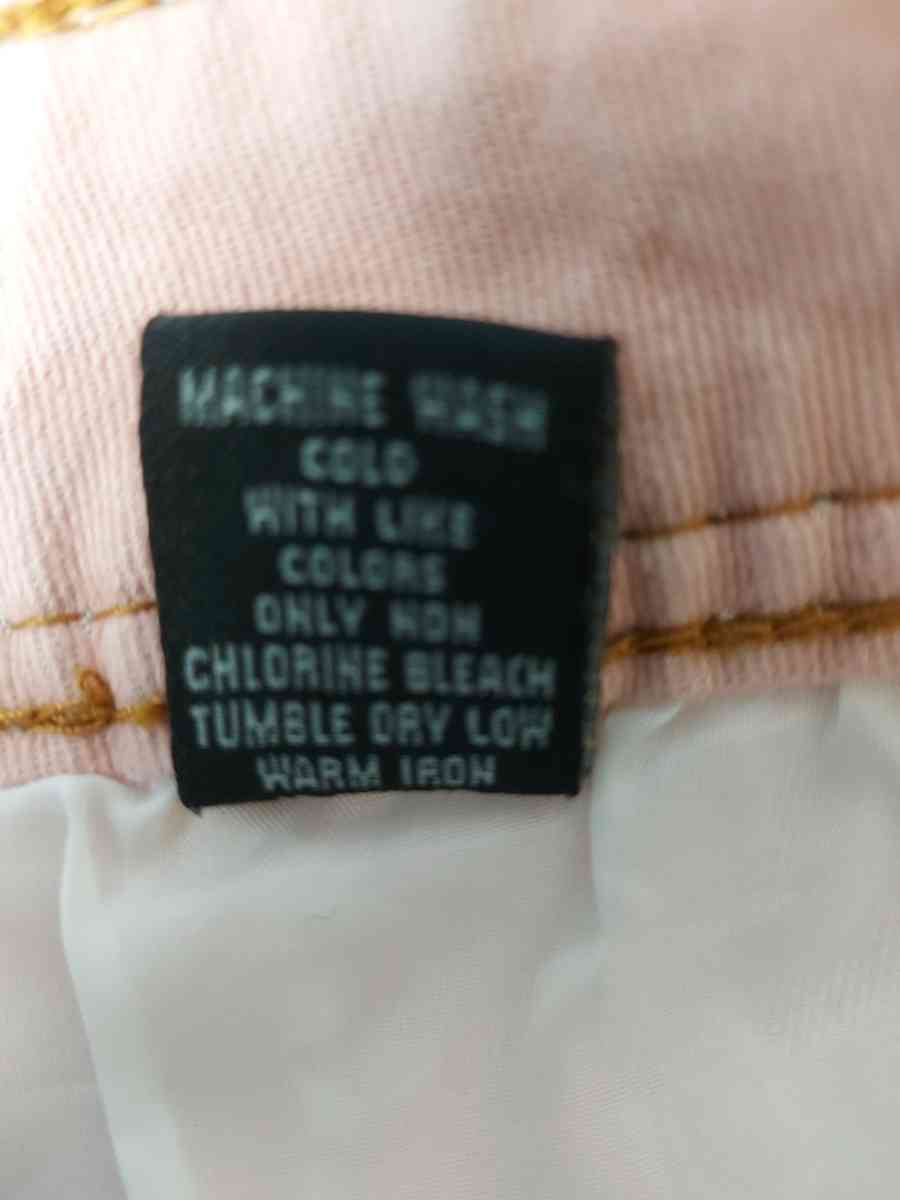 MACHINE WASH
COLD
WITH LIKE
COLORS
ONLY NON
CHLORINE BLEACH
TUMBLE DRY LOW
WARM IRON